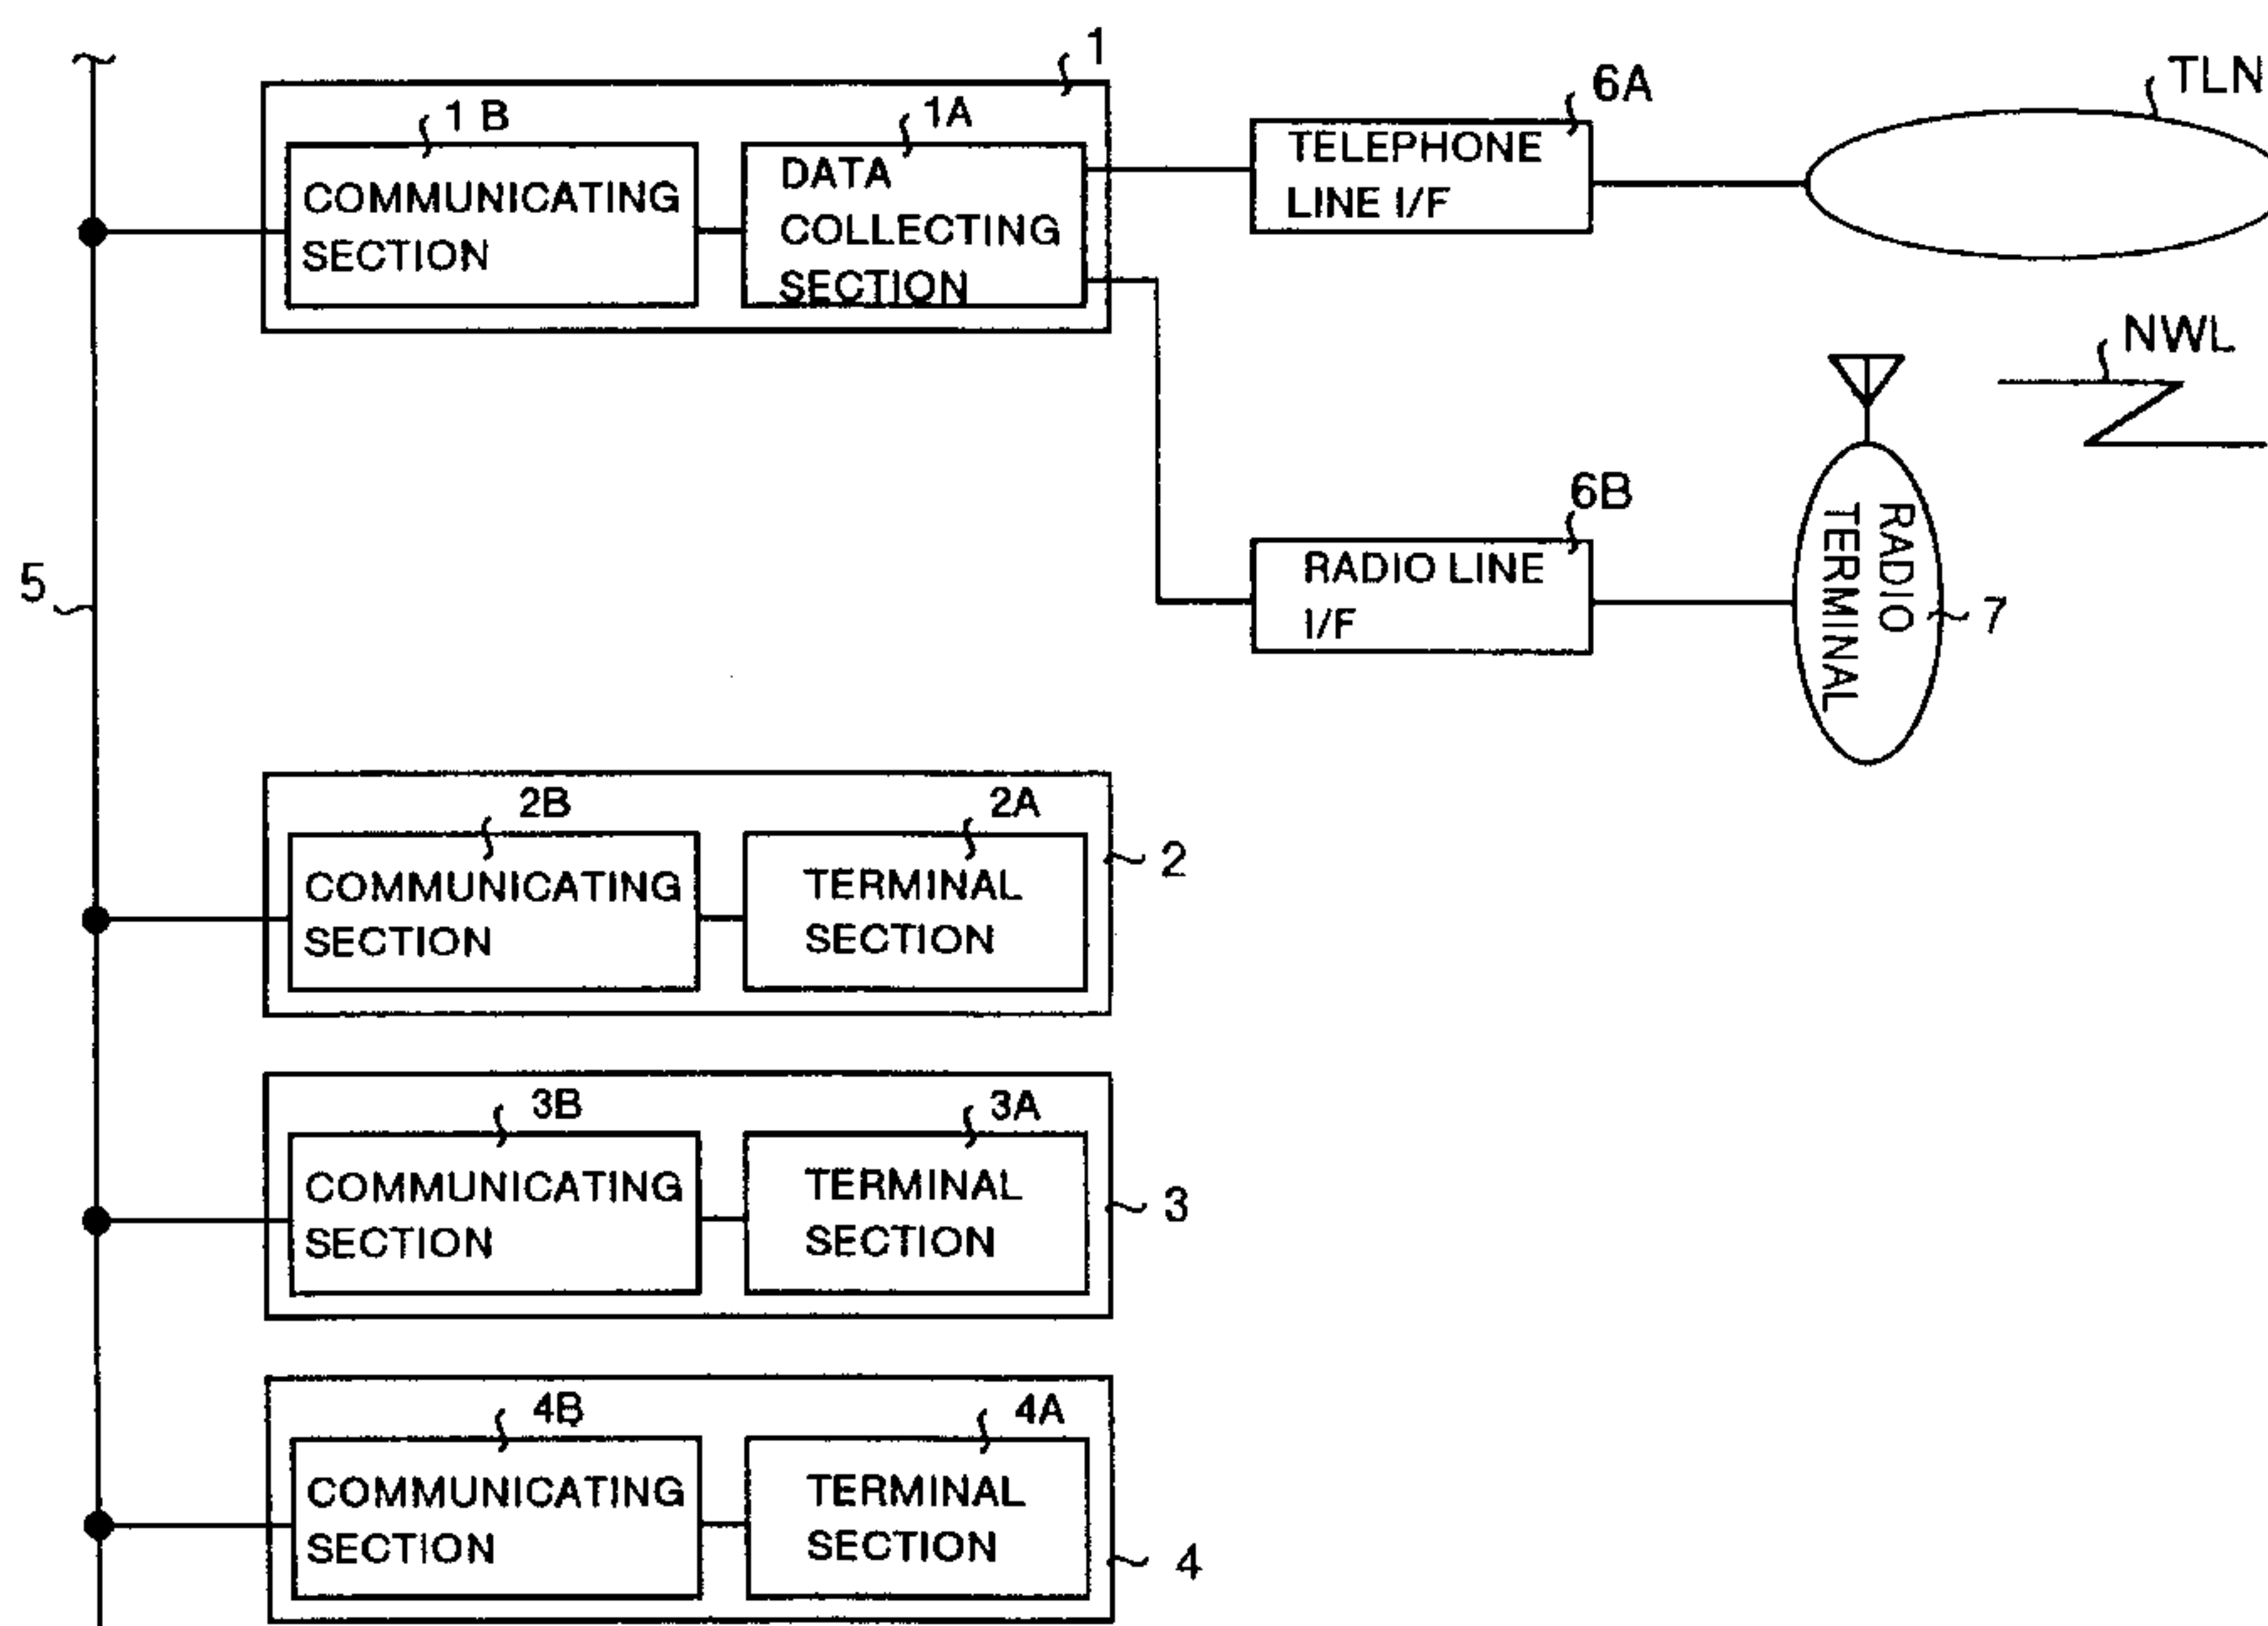 1
1B
1A
6A
TLN
COMMUNICATING
SECTION
DATA
COLLECTING
SECTION
TELEPHONE
LINE I/F
NWL
6B
RADIO LINE
I/F
RADIO
TERMINAL
7
5
2B
2A
COMMUNICATING
SECTION
TERMINAL
SECTION
2
3B
3A
COMMUNICATING
SECTION
TERMINAL
SECTION
3
4B
4A
COMMUNICATING
SECTION
TERMINAL
SECTION
4